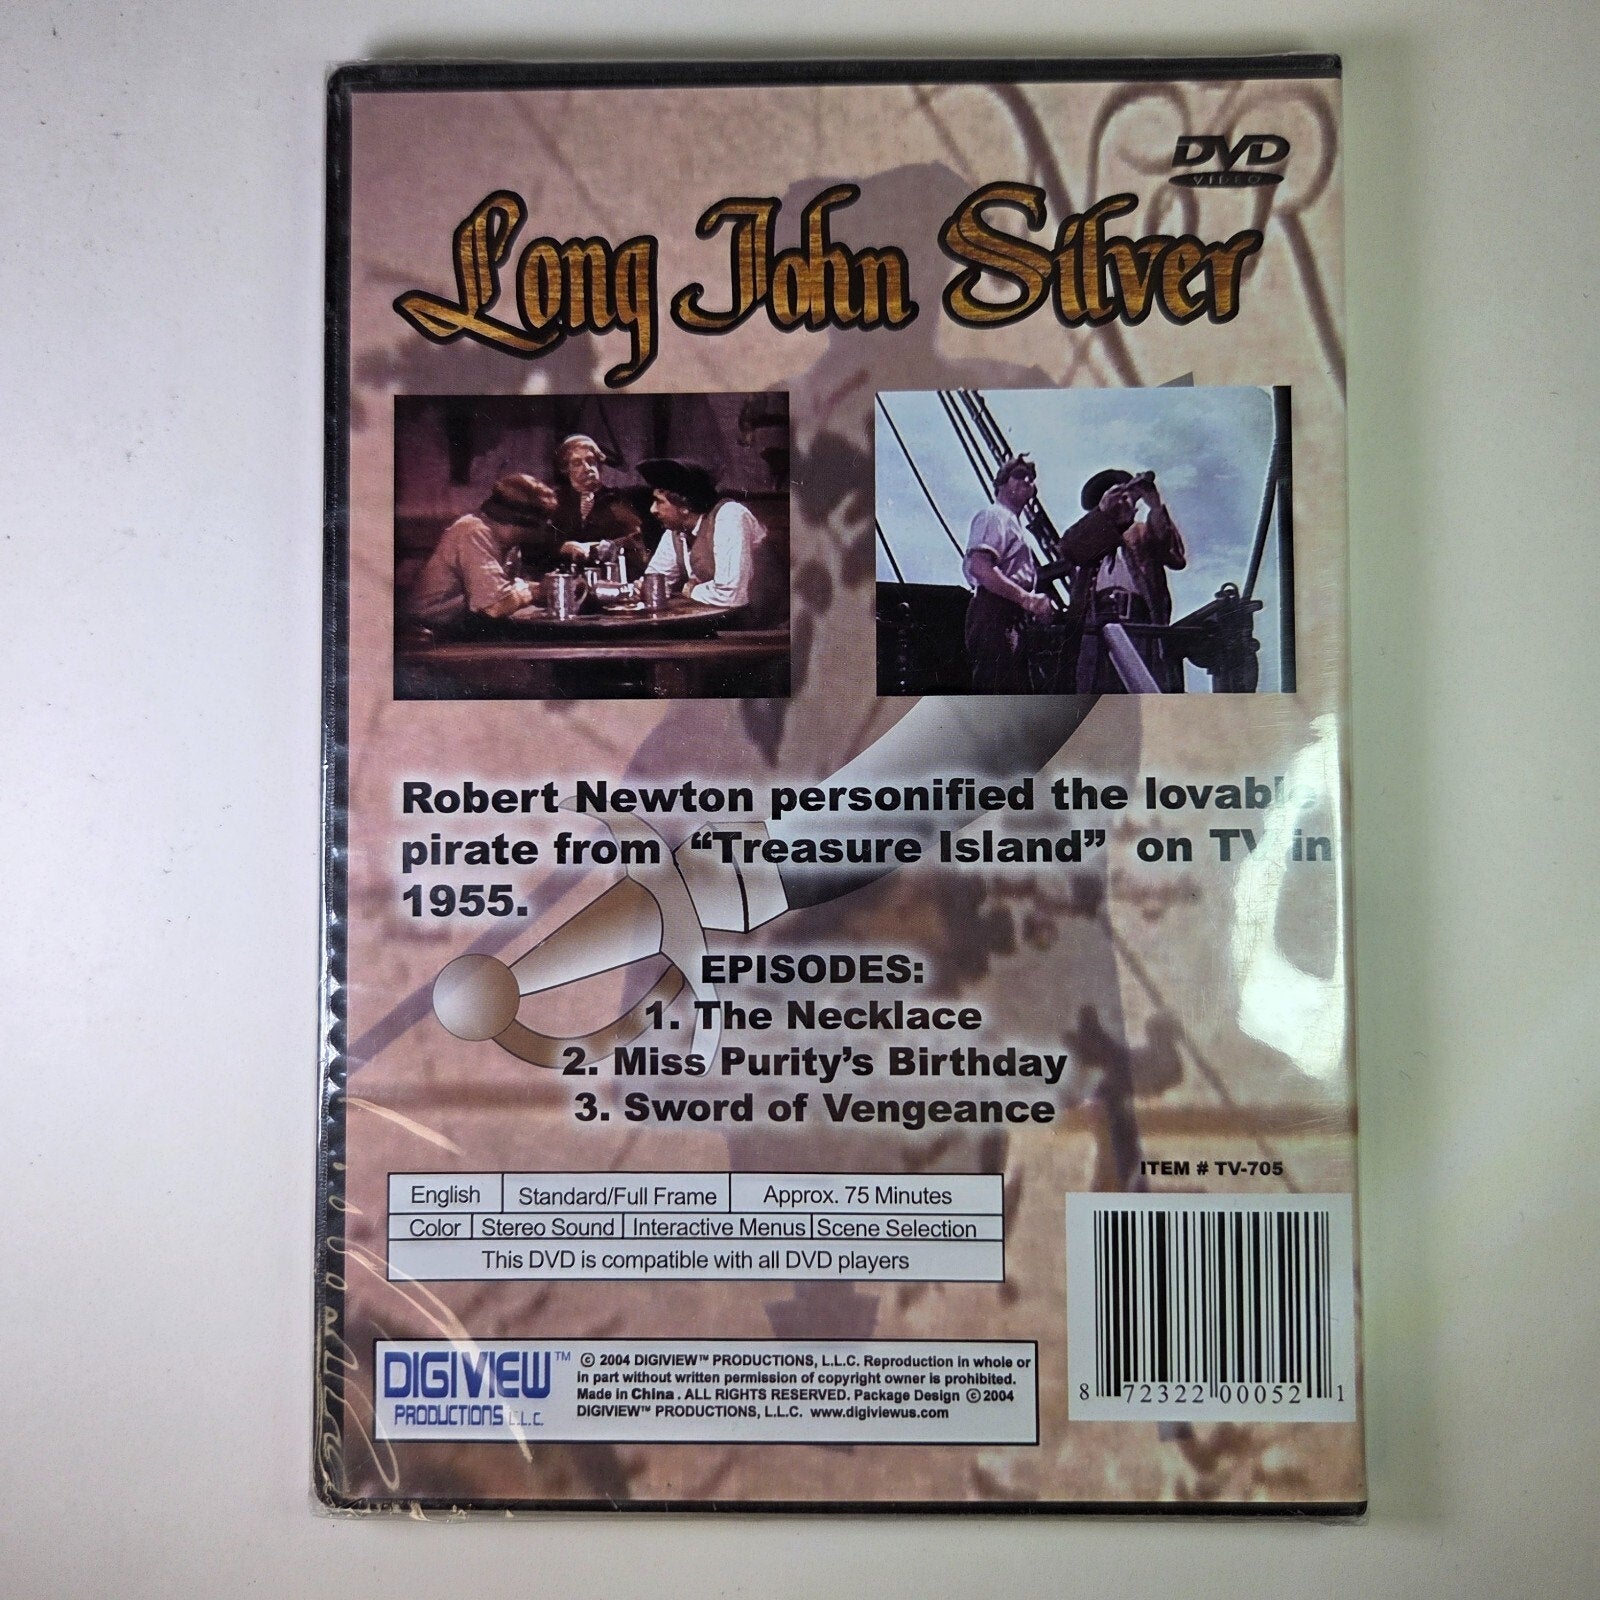 DVD
VIDEO
Long John Silver
Robert Newton personified the lovable
pirate from “Treasure Island” on TV in
1955.
EPISODES:
1. The Necklace
2. Miss Purity’s Birthday
3. Sword of Vengeance
ITEM # TV-705
English Standard/Full Frame Approx. 75 Minutes
Color Stereo Sound Interactive Menus Scene Selection
This DVD is compatible with all DVD players
DIGIVIEW™
PRODUCTIONS L.L.C.
© 2004 DIGIVIEW™ PRODUCTIONS, L.L.C. Reproduction in whole or
in part without written permission of copyright owner is prohibited.
Made in China . ALL RIGHTS RESERVED. Package Design © 2004
DIGIVIEW™ PRODUCTIONS, L.L.C. www.digiviewus.com
8 72322 00052 1